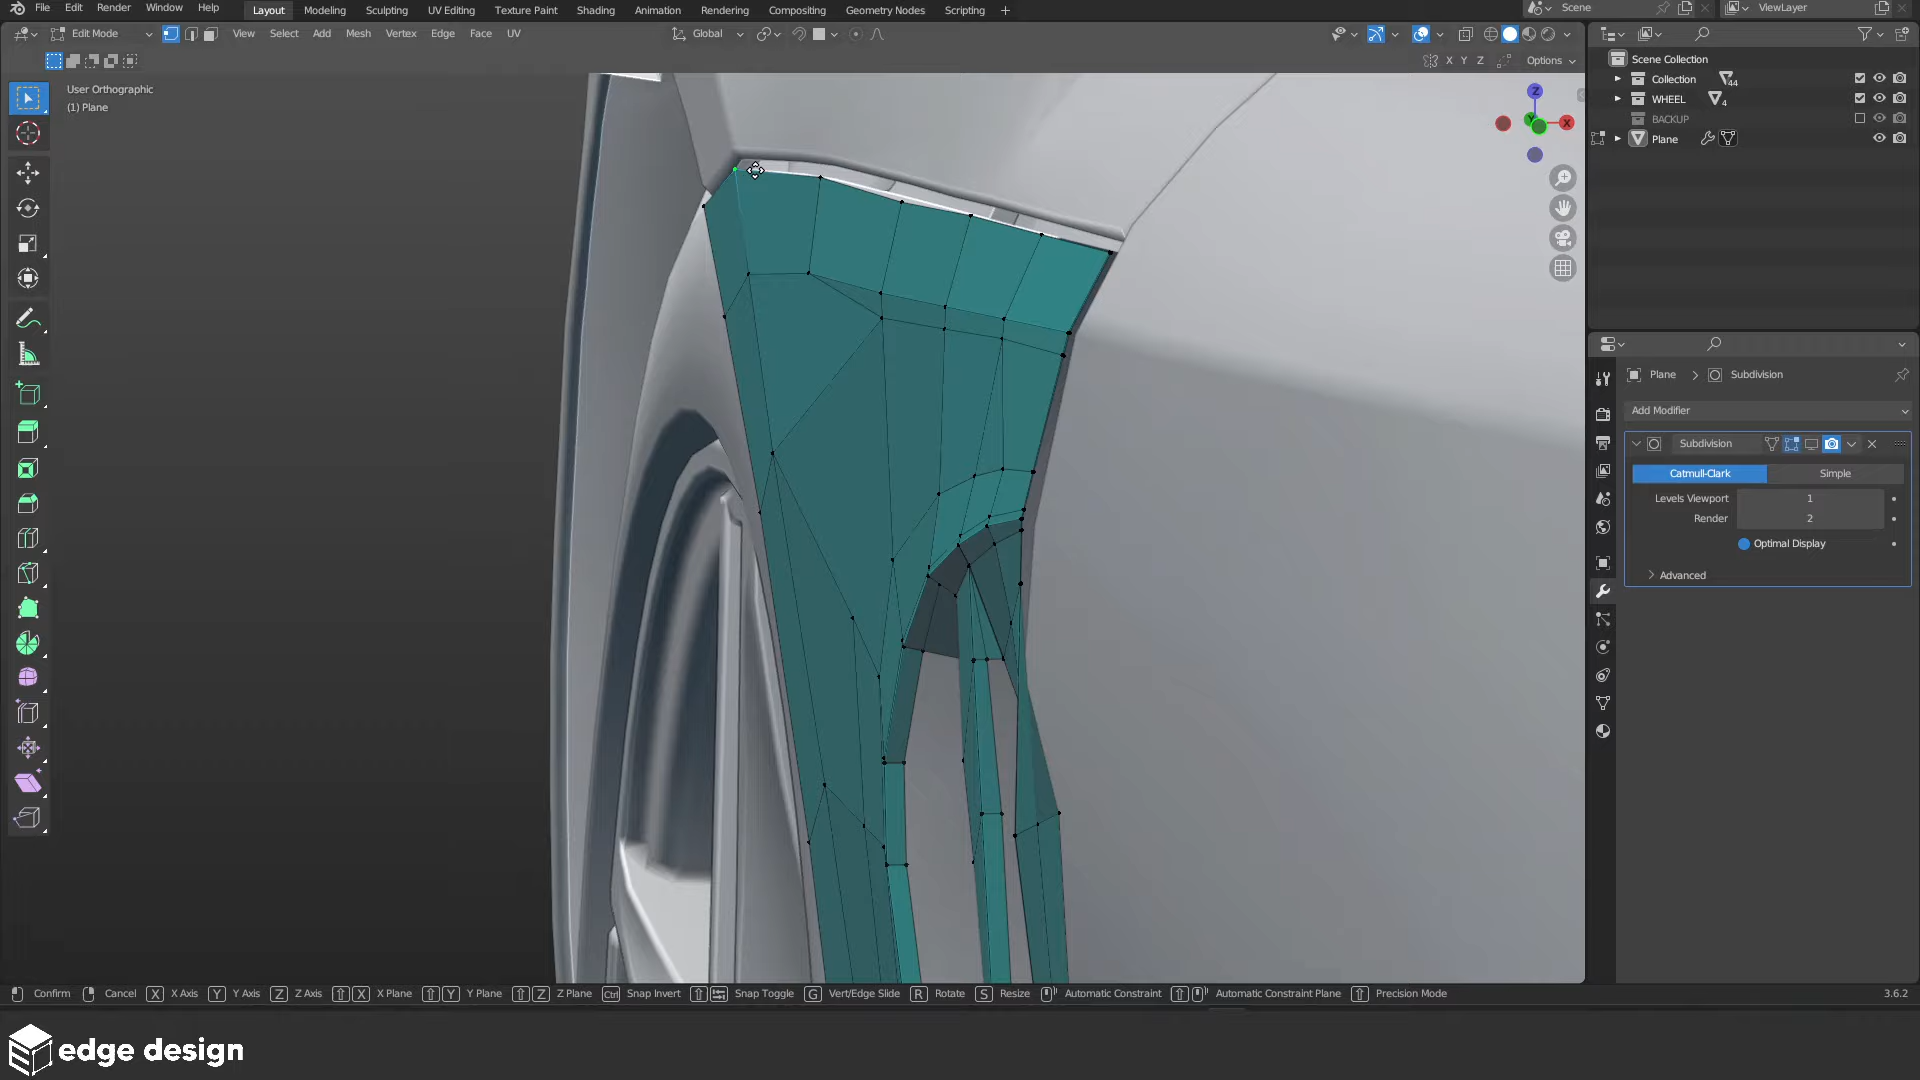 File Edit Render Window Help
Layout Modeling Sculpting UV Editing Texture Paint Shading Animation Rendering Compositing Geometry Nodes Scripting +
Scene
ViewLayer
Edit Mode View Select Add Mesh Vertex Edge Face UV
Global
X Y Z Options
User Orthographic
(1) Plane
Z
Y
X
Scene Collection
Collection 44
WHEEL 4
BACKUP
Plane
Plane > Subdivision
Add Modifier
Subdivision
Catmull-Clark Simple
Levels Viewport 1
Render 2
Optimal Display
Advanced
Confirm Cancel X X Axis Y Y Axis Z Z Axis X X Plane Y Y Plane Z Z Plane Ctrl Snap Invert Snap Toggle G Vert/Edge Slide R Rotate S Resize Automatic Constraint Automatic Constraint Plane Precision Mode 3.6.2
edge design